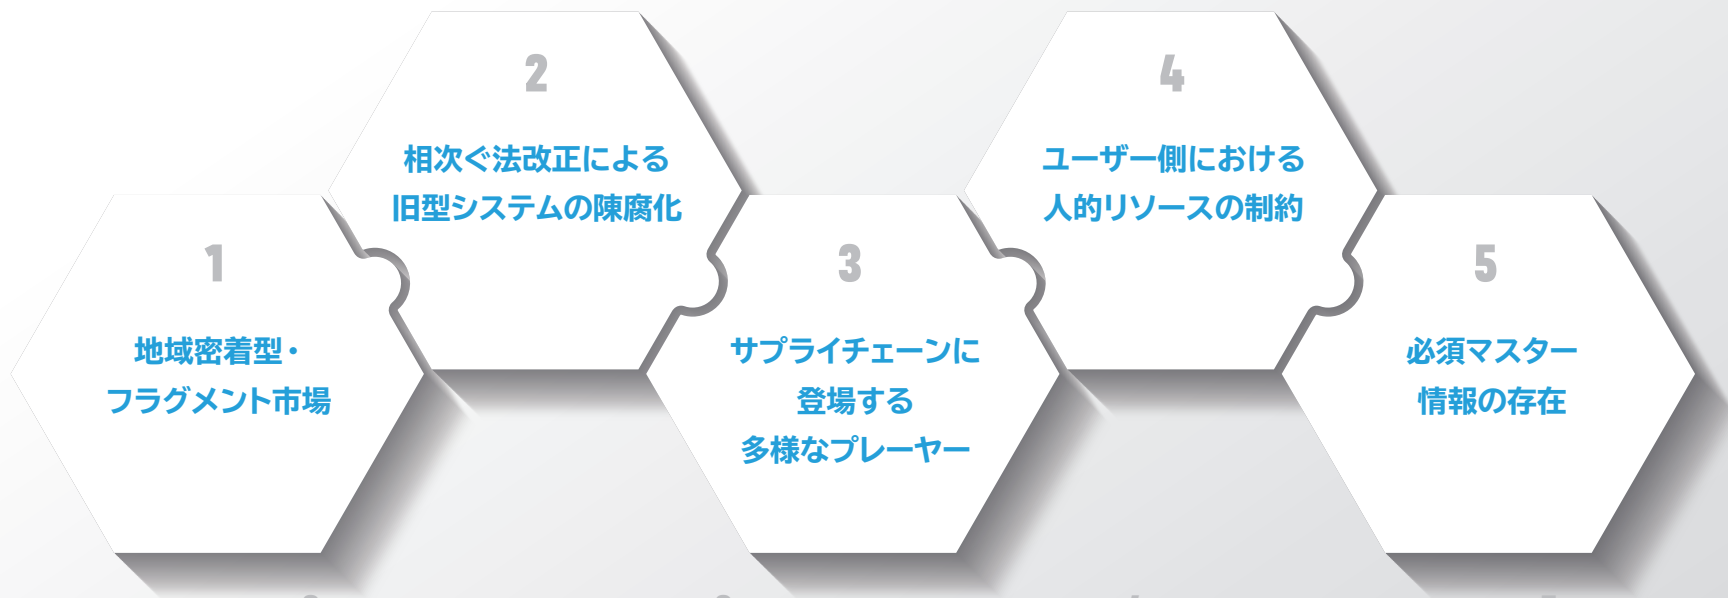 1
地域密着型・
フラグメント市場
2
相次ぐ法改正による
旧型システムの陳腐化
3
サプライチェーンに
登場する
多様なプレーヤー
4
ユーザー側における
人的リソースの制約
5
必須マスター
情報の存在